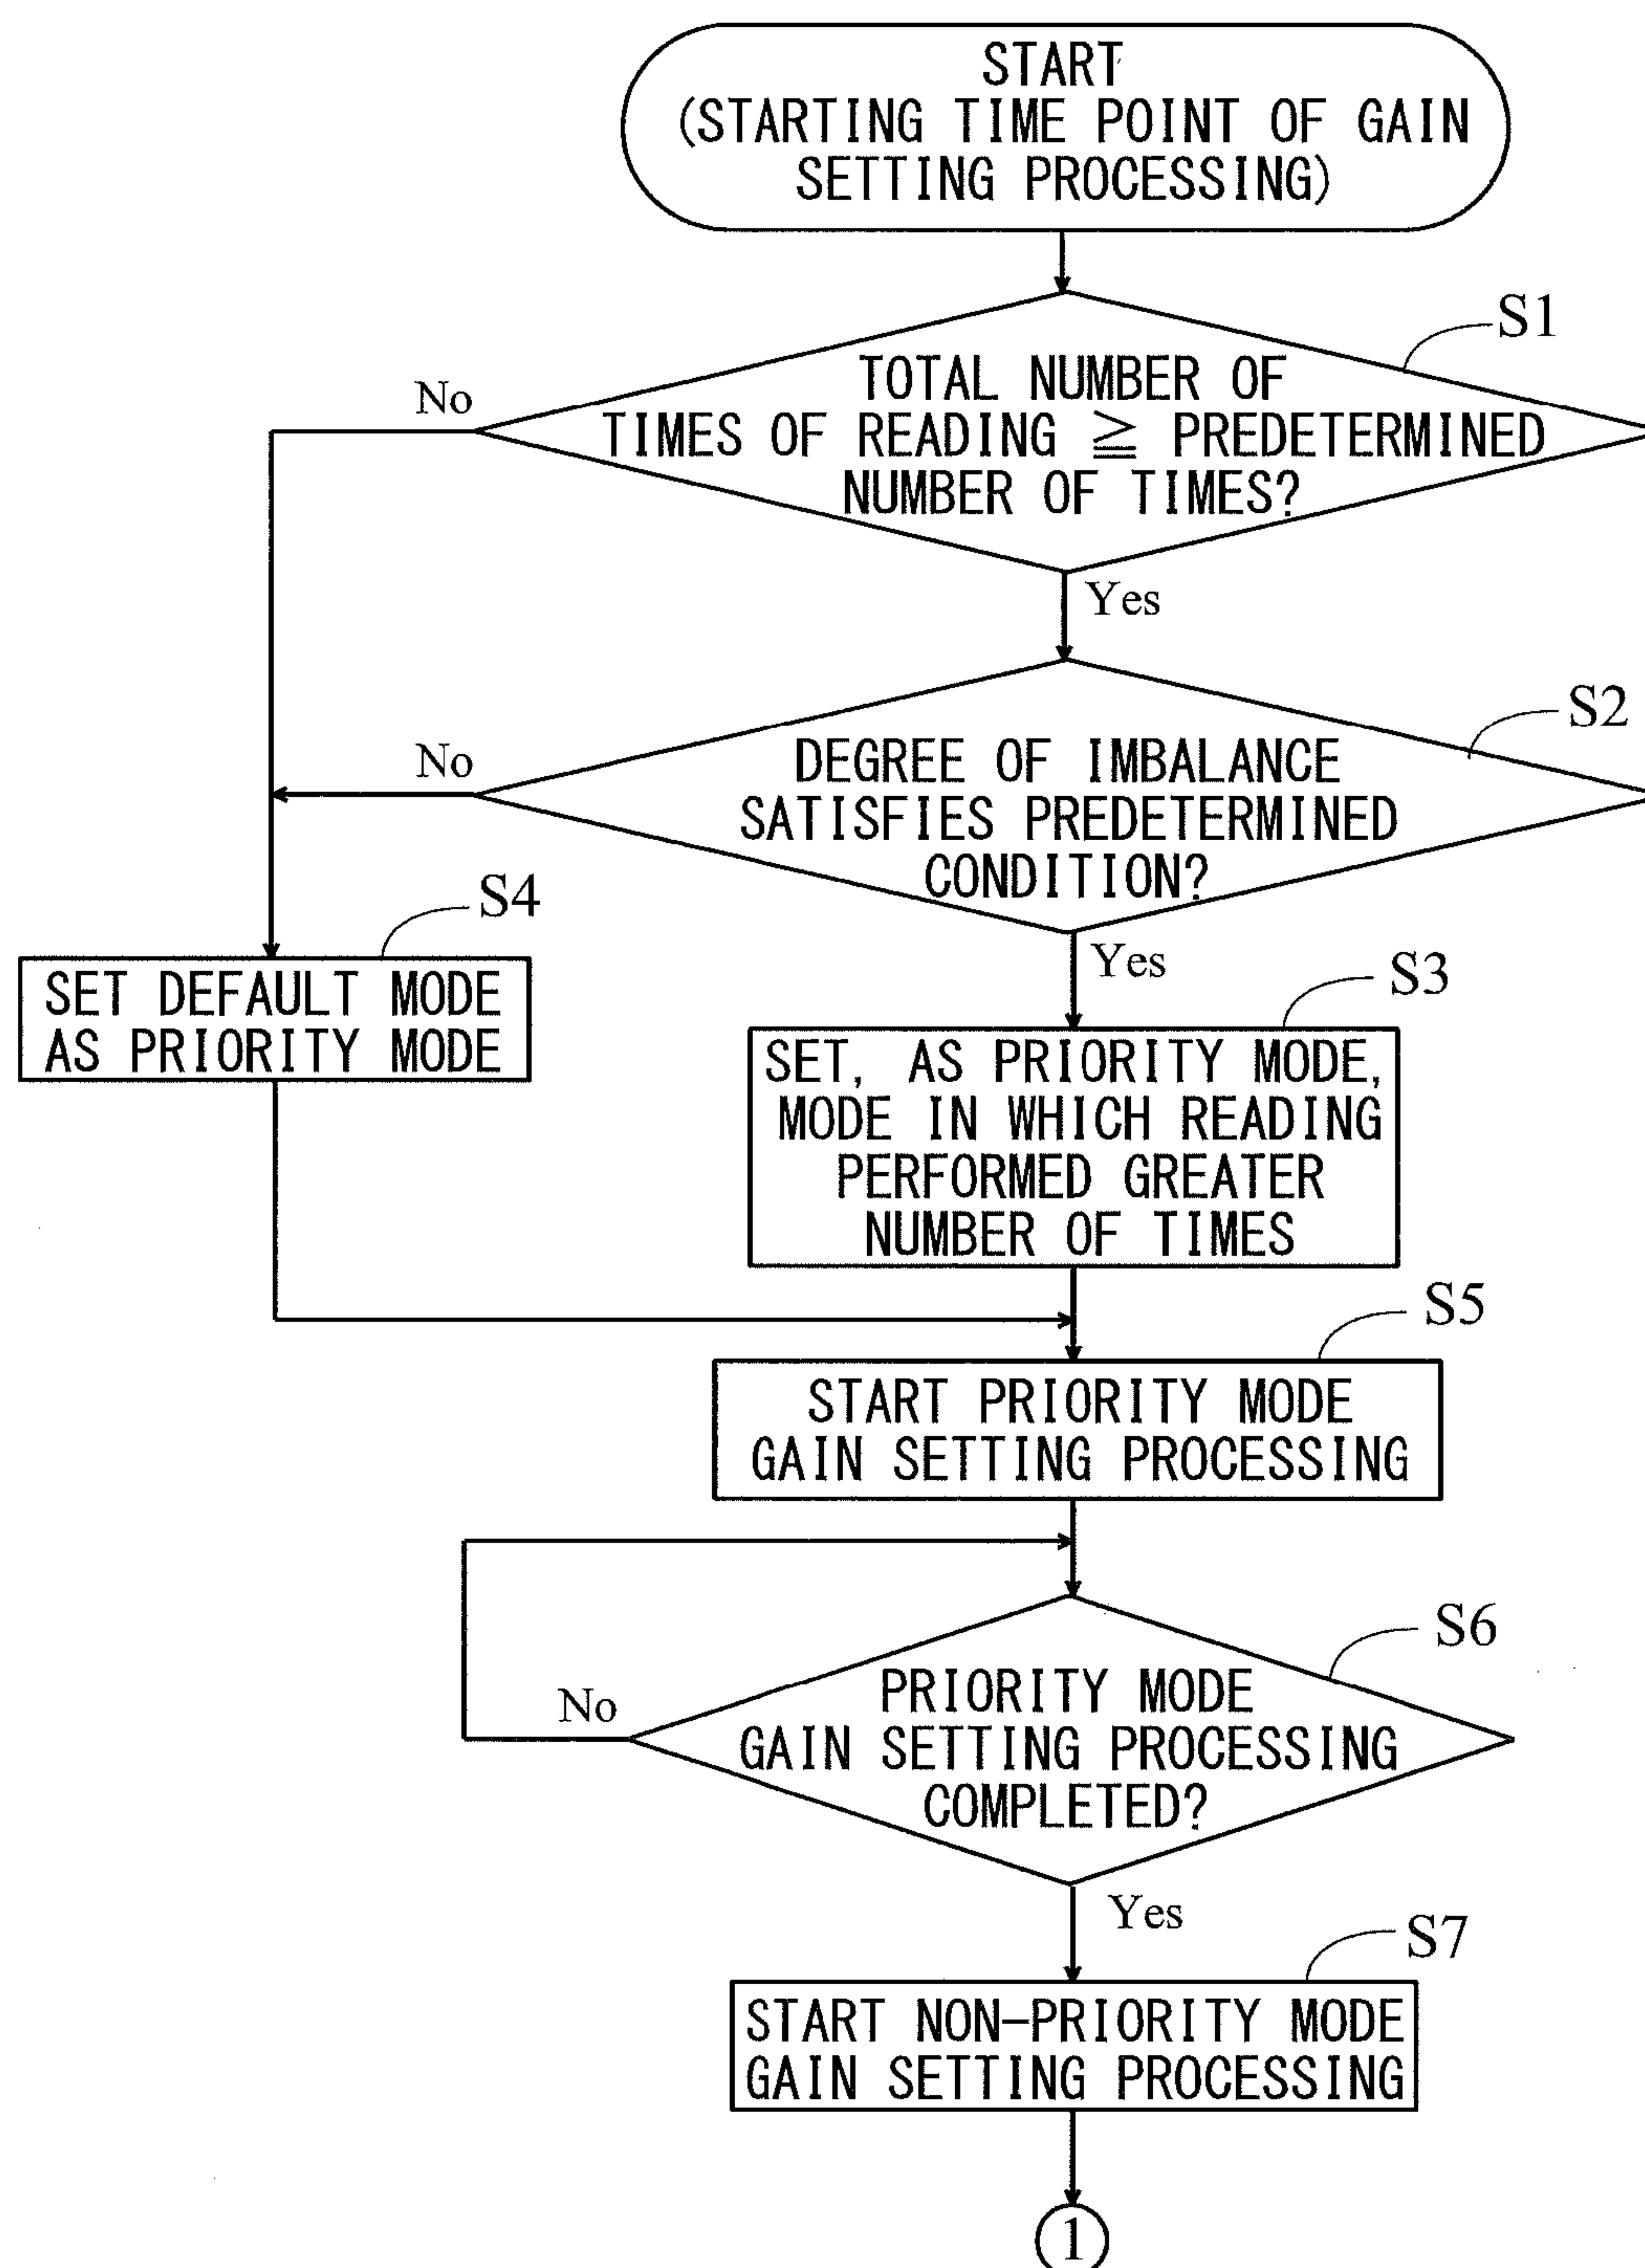 START
(STARTING TIME POINT OF GAIN
SETTING PROCESSING)
S1
TOTAL NUMBER OF
TIMES OF READING ≧ PREDETERMINED
NUMBER OF TIMES?
No
Yes
S2
DEGREE OF IMBALANCE
SATISFIES PREDETERMINED
CONDITION?
No
Yes
S4
SET DEFAULT MODE
AS PRIORITY MODE
S3
SET, AS PRIORITY MODE,
MODE IN WHICH READING
PERFORMED GREATER
NUMBER OF TIMES
S5
START PRIORITY MODE
GAIN SETTING PROCESSING
S6
PRIORITY MODE
GAIN SETTING PROCESSING
COMPLETED?
No
Yes
S7
START NON-PRIORITY MODE
GAIN SETTING PROCESSING
1